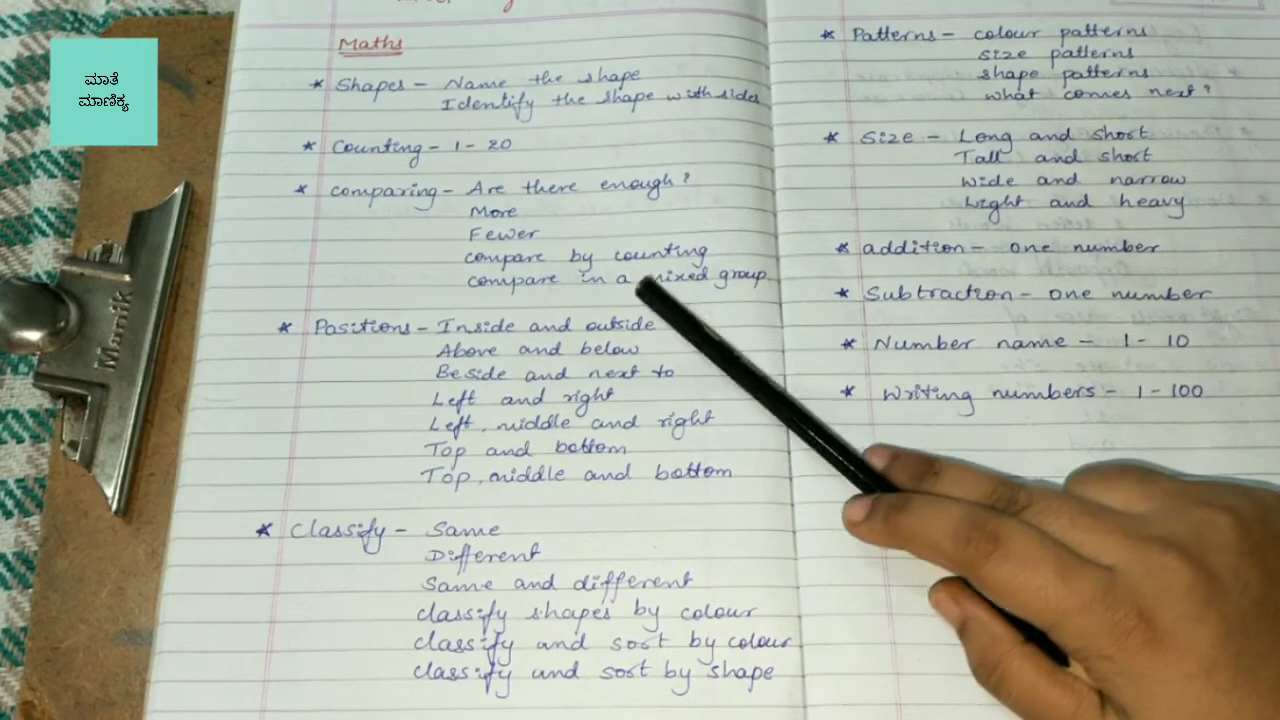 ಮಾತೆ
ಮಾಣಿಕ್ಯ
Manik
Maths
* Shapes - Name the shape
Identify the shape with sides
* Counting - 1 - 20
* Comparing - Are there enough?
More
Fewer
compare by counting
compare in a mixed group
* Positions - Inside and outside
Above and below
Beside and next to
Left and right
Left, middle and right
Top and bottom
Top, middle and bottom
* Classify - Same
Different
Same and different
classify shapes by colour
classify and sort by colour
classify and sort by shape
* Patterns - colour patterns
size patterns
shape patterns
what comes next?
* Size - Long and short
Tall and short
wide and narrow
Light and heavy
* addition - one number
* Subtraction - one number
* Number name - 1 - 10
* Writing numbers - 1 - 100